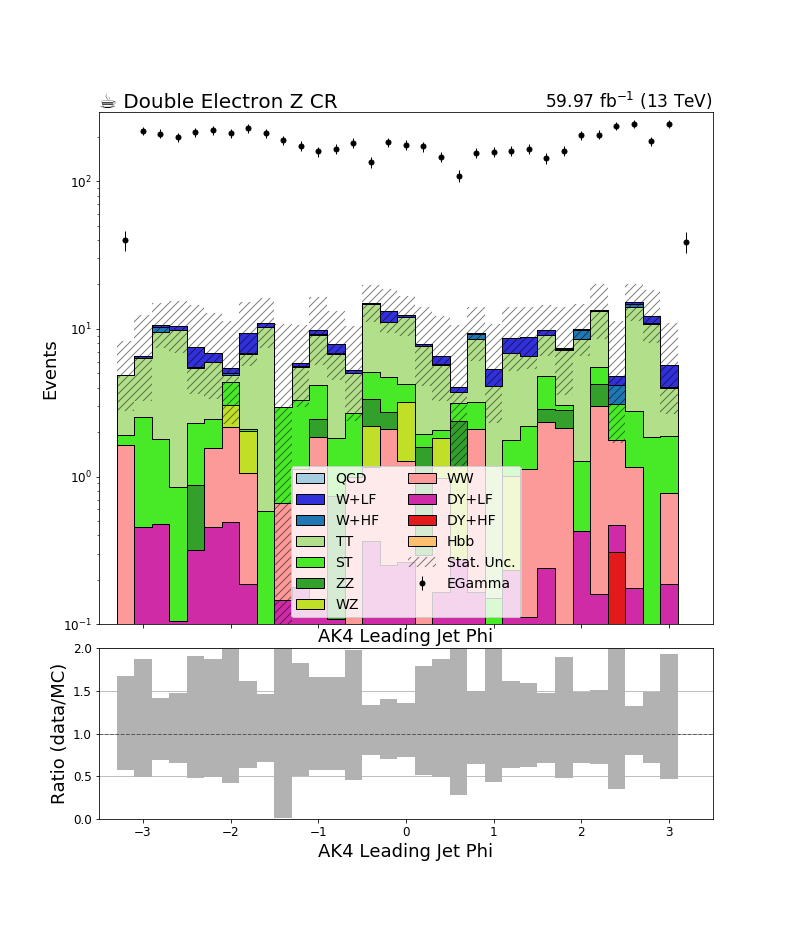 ☕ Double Electron Z CR
59.97 fb⁻¹ (13 TeV)
Events
10²
10¹
10⁰
10⁻¹
QCD
W+LF
W+HF
TT
ST
ZZ
WZ
WW
DY+LF
DY+HF
Hbb
Stat. Unc.
EGamma
AK4 Leading Jet Phi
Ratio (data/MC)
2.0
1.5
1.0
0.5
0.0
−3 −2 −1 0 1 2 3
AK4 Leading Jet Phi